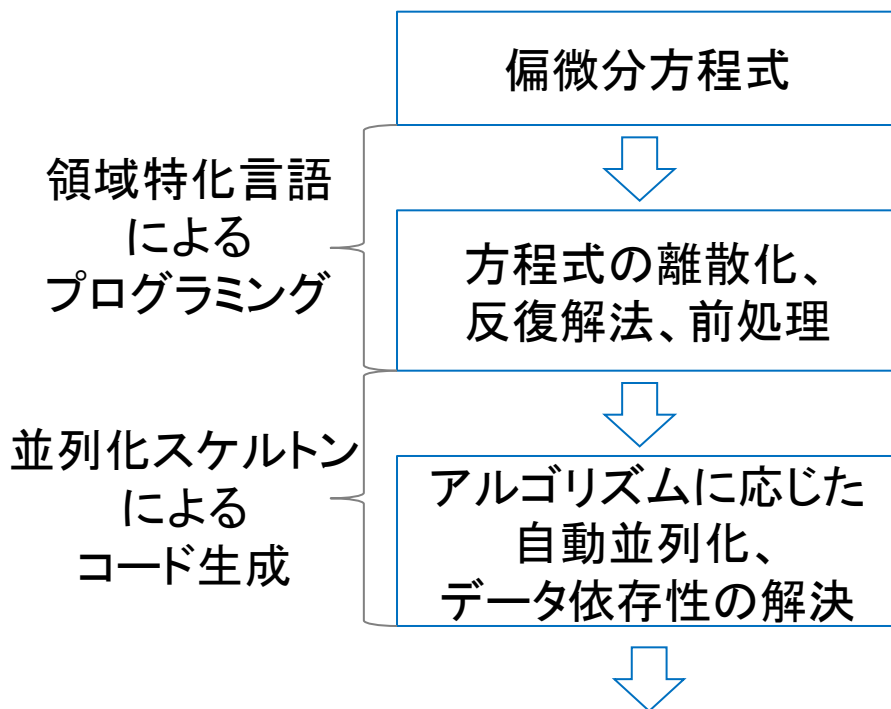 偏微分方程式
領域特化言語
による
プログラミング
方程式の離散化、
反復解法、前処理
並列化スケルトン
による
コード生成
アルゴリズムに応じた
自動並列化、
データ依存性の解決